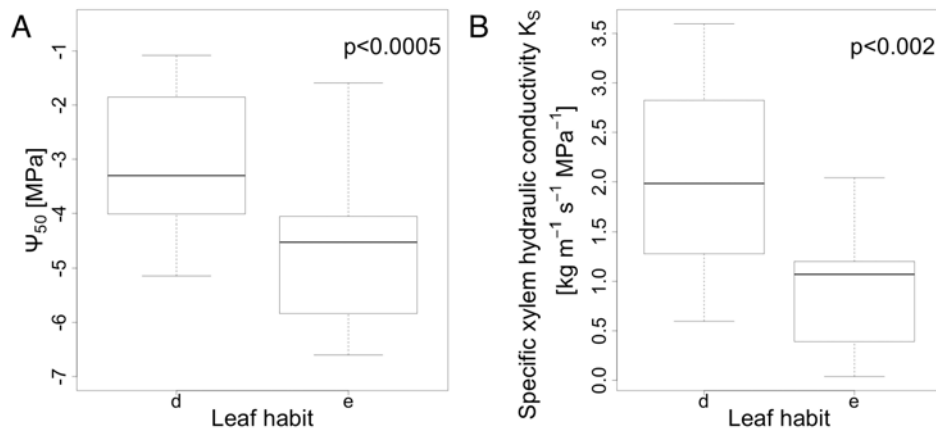 A
p<0.0005
Ψ50 [MPa]
-1
-2
-3
-4
-5
-6
-7
d
e
Leaf habit
B
p<0.002
Specific xylem hydraulic conductivity KS
[kg m−1 s−1 MPa−1]
3.5
3.0
2.5
2.0
1.5
1.0
0.5
0.0
d
e
Leaf habit